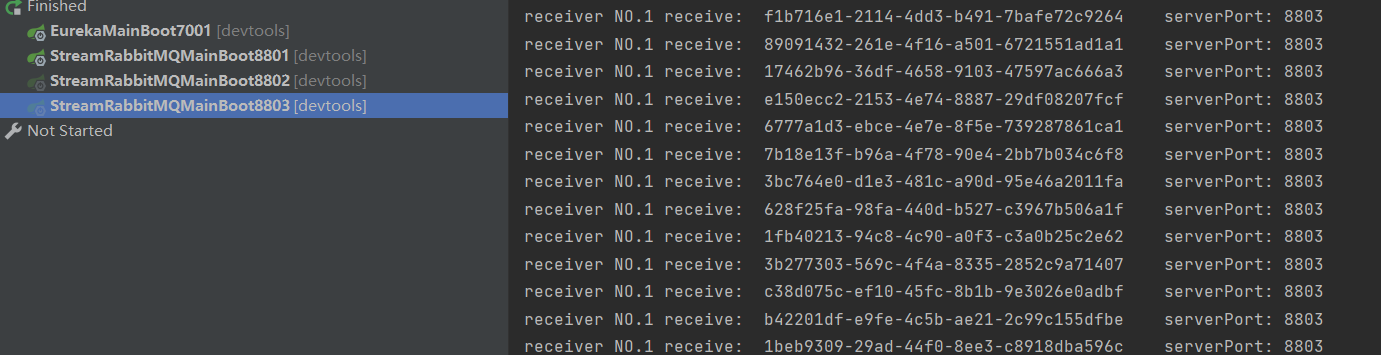 Finished
EurekaMainBoot7001 [devtools]
StreamRabbitMQMainBoot8801 [devtools]
StreamRabbitMQMainBoot8802 [devtools]
StreamRabbitMQMainBoot8803 [devtools]
Not Started
receiver NO.1 receive: f1b716e1-2114-4dd3-b491-7bafe72c9264 serverPort: 8803
receiver NO.1 receive: 89091432-261e-4f16-a501-6721551ad1a1 serverPort: 8803
receiver NO.1 receive: 17462b96-36df-4658-9103-47597ac666a3 serverPort: 8803
receiver NO.1 receive: e150ecc2-2153-4e74-8887-29df08207fcf serverPort: 8803
receiver NO.1 receive: 6777a1d3-ebce-4e7e-8f5e-739287861ca1 serverPort: 8803
receiver NO.1 receive: 7b18e13f-b96a-4f78-90e4-2bb7b034c6f8 serverPort: 8803
receiver NO.1 receive: 3bc764e0-d1e3-481c-a90d-95e46a2011fa serverPort: 8803
receiver NO.1 receive: 628f25fa-98fa-440d-b527-c3967b506a1f serverPort: 8803
receiver NO.1 receive: 1fb40213-94c8-4c90-a0f3-c3a0b25c2e62 serverPort: 8803
receiver NO.1 receive: 3b277303-569c-4f4a-8335-2852c9a71407 serverPort: 8803
receiver NO.1 receive: c38d075c-ef10-45fc-8b1b-9e3026e0adbf serverPort: 8803
receiver NO.1 receive: b42201df-e9fe-4c5b-ae21-2c99c155dfbe serverPort: 8803
receiver NO.1 receive: 1beb9309-29ad-44f0-8ee3-c8918dba596c serverPort: 8803